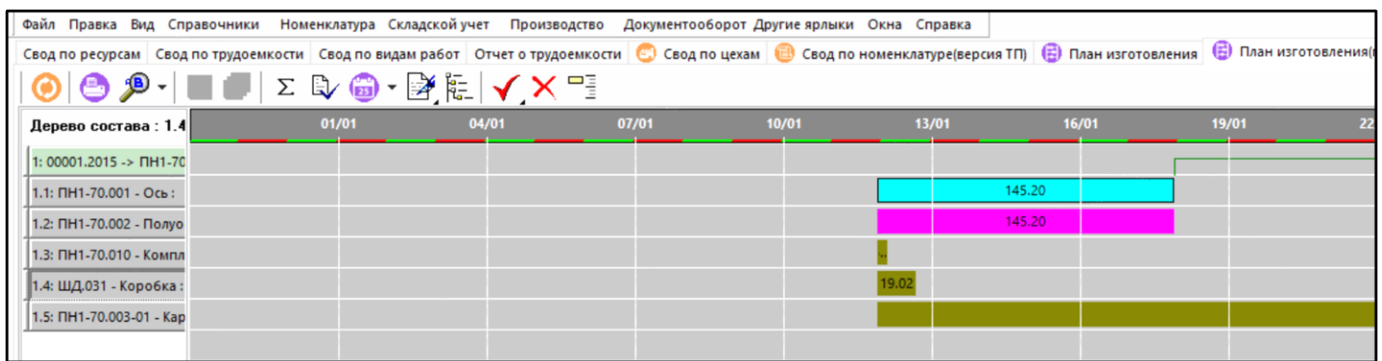 Файл Правка Вид Справочники Номенклатура Складской учет Производство Документооборот Другие ярлыки Окна Справка
Свод по ресурсам Свод по трудоемкости Свод по видам работ Отчет о трудоемкости Свод по цехам Свод по номенклатуре(версия ТП) План изготовления План изготовления(
Дерево состава : 1.4 01/01 04/01 07/01 10/01 13/01 16/01 19/01 22
1: 00001.2015 -> ПН1-70
1.1: ПН1-70.001 - Ось : 145.20
1.2: ПН1-70.002 - Полуо 145.20
1.3: ПН1-70.010 - Компл ..
1.4: ШД.031 - Коробка : 19.02
1.5: ПН1-70.003-01 - Кар